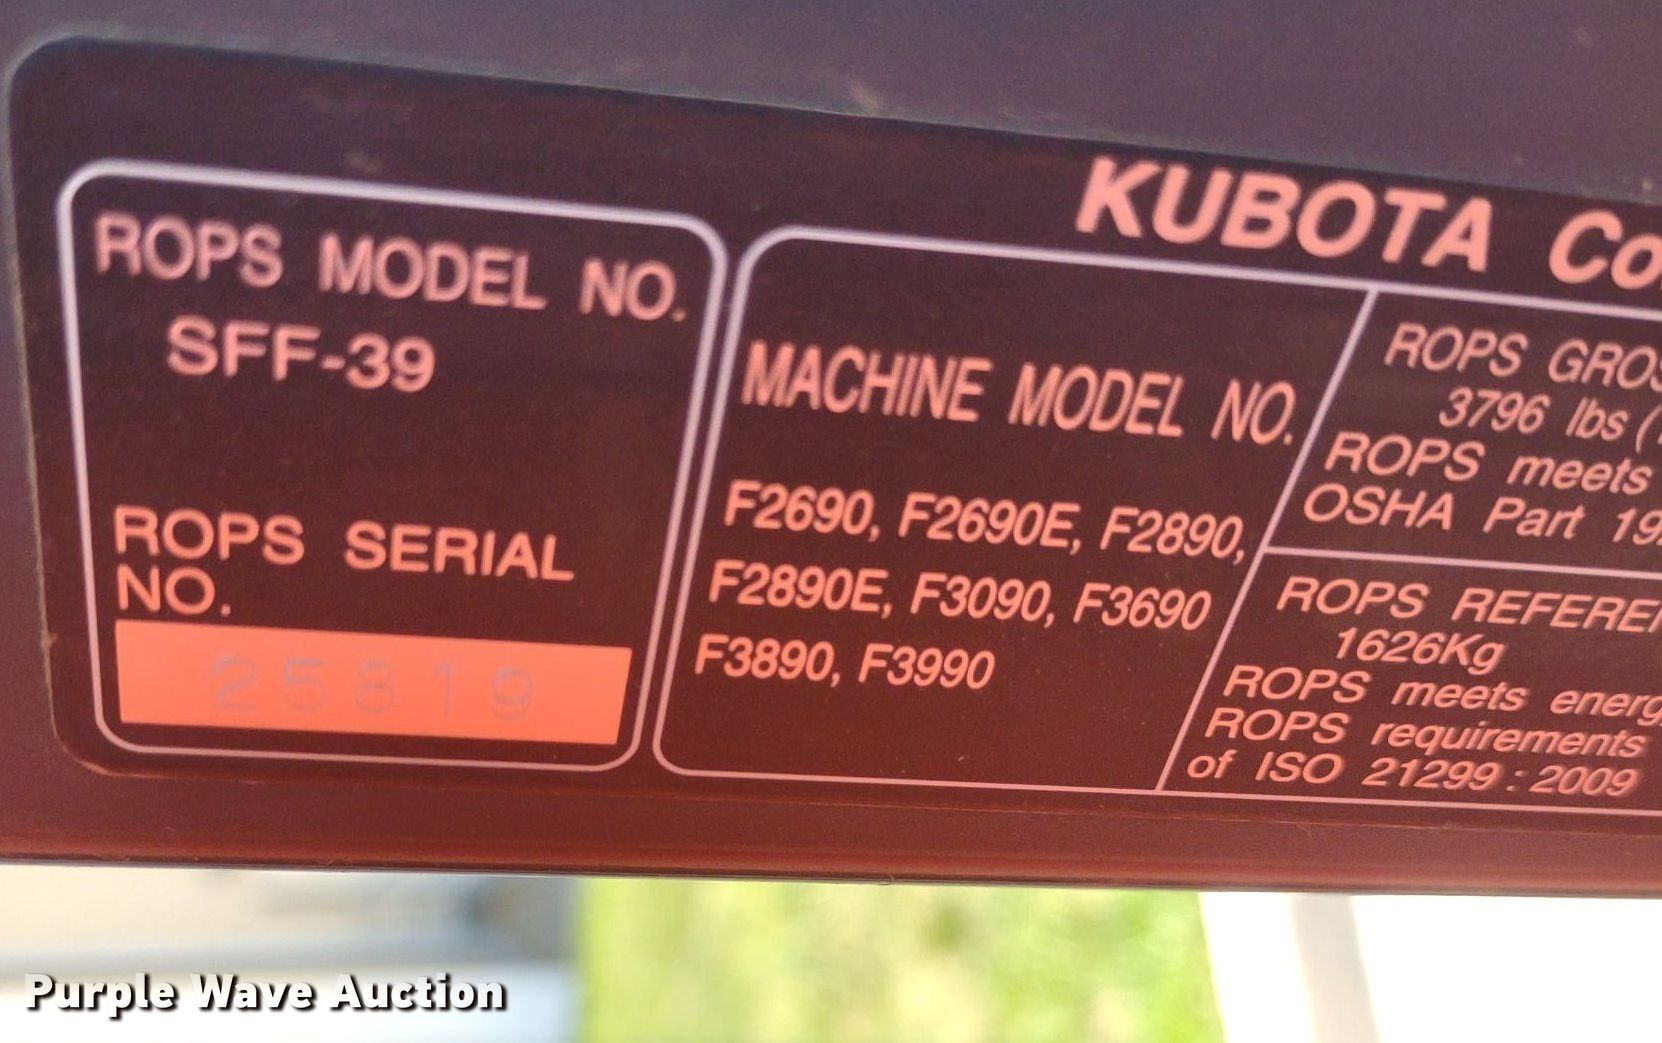 KUBOTA
ROPS MODEL NO.
SFF-39
ROPS SERIAL
NO.
25819
MACHINE MODEL NO.
F2690, F2690E, F2890,
F2890E, F3090, F3690
F3890, F3990
ROPS
3796 lbs
ROPS meets
OSHA Part
ROPS
1626Kg
ROPS meets
ROPS requirements
of ISO 21299 : 2009
Purple Wave Auction